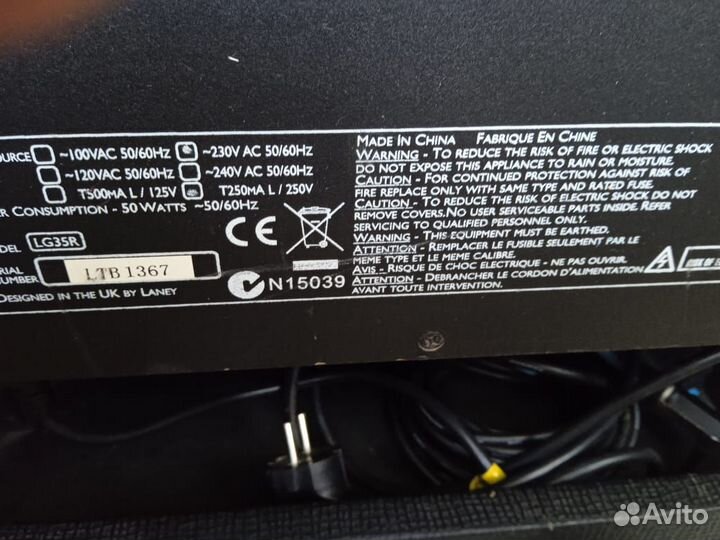 ~100VAC 50/60Hz ~230V AC 50/60Hz
~120VAC 50/60Hz ~240V AC 50/60Hz
T500mA L / 125V T250mA L / 250V
Consumption - 50 Watts ~50/60Hz
LG35R
LTB1367
Designed in the UK by Laney
CE
N15039
Made In China Fabrique En Chine
Warning - To reduce the risk of fire or electric shock
do not expose this appliance to rain or moisture.
Caution - For continued protection against risk of
fire replace only with same type and rated fuse.
Caution - To reduce the risk of electric shock do not
remove covers. No user serviceable parts inside. Refer
servicing to qualified personnel only.
Warning - This equipment must be earthed.
Attention - Remplacer le fusible seulement par un
meme type et le meme calibre.
Avis - Risque de choc electrique - ne pas ouvrir.
Attention - Debrancher le cordon d'alimentation
avant toute intervention.
Avito